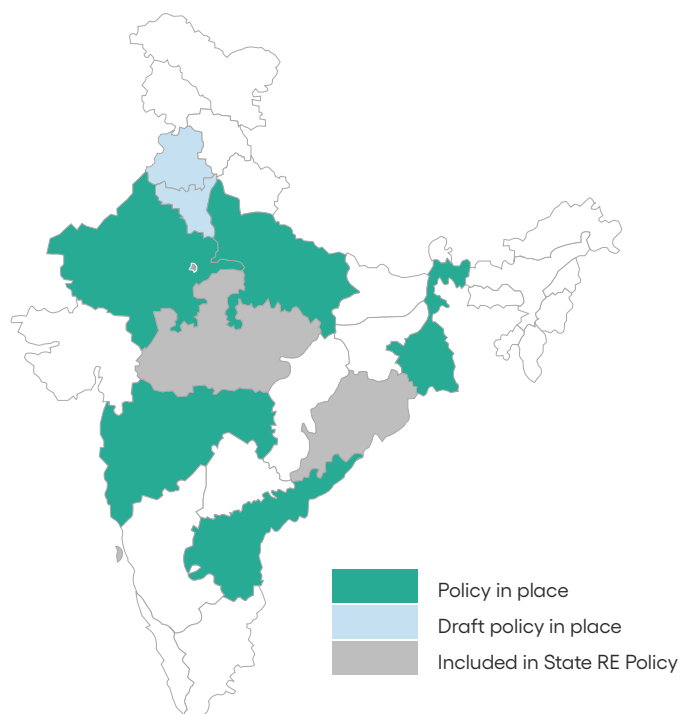 Policy in place
Draft policy in place
Included in State RE Policy